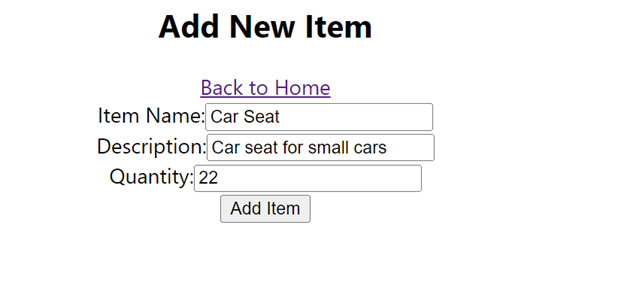 Add New Item
Back to Home
Item Name: Car Seat
Description: Car seat for small cars
Quantity: 22
Add Item